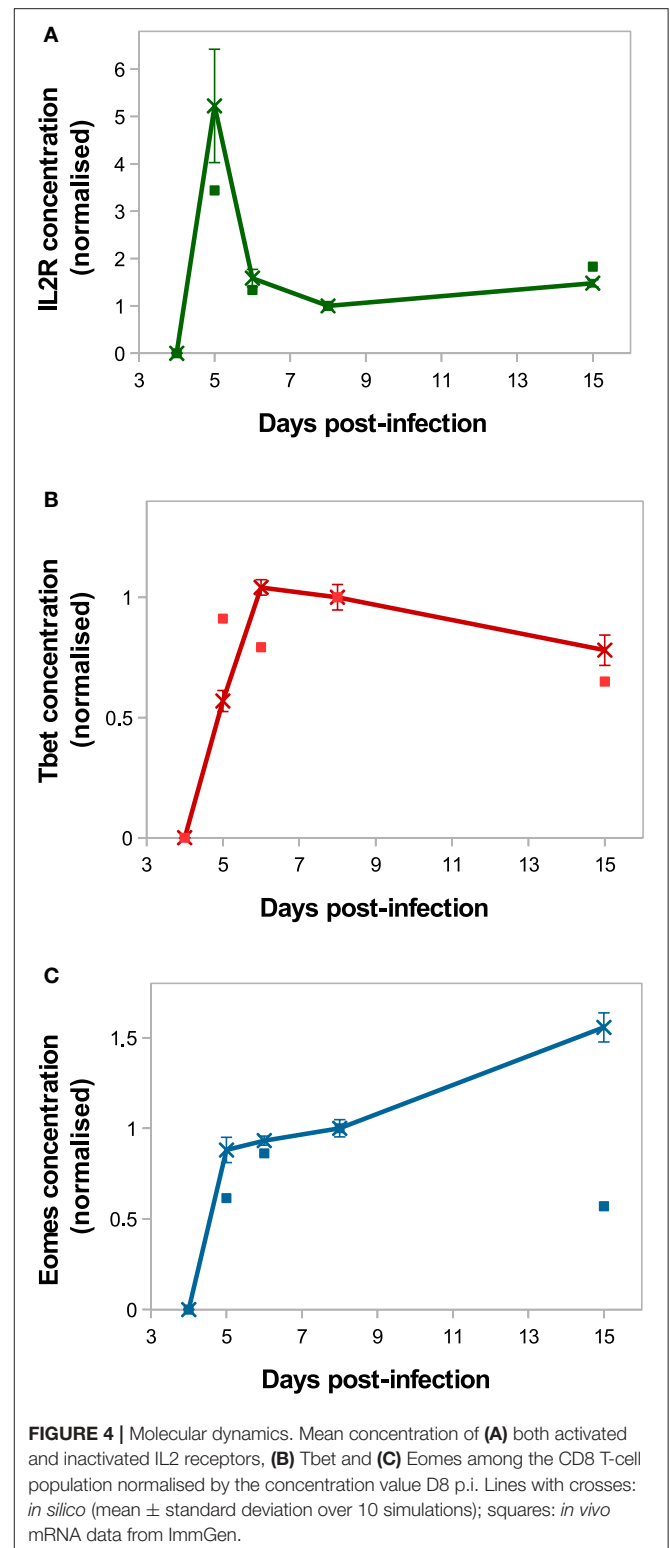 A
IL2R concentration
(normalised)
6
5
4
3
2
1
0
3 5 7 9 11 13 15
Days post-infection
B
Tbet concentration
(normalised)
1
0.5
0
3 5 7 9 11 13 15
Days post-infection
C
Eomes concentration
(normalised)
1.5
1
0.5
0
3 5 7 9 11 13 15
Days post-infection
FIGURE 4 | Molecular dynamics. Mean concentration of (A) both activated
and inactivated IL2 receptors, (B) Tbet and (C) Eomes among the CD8 T-cell
population normalised by the concentration value D8 p.i. Lines with crosses:
in silico (mean ± standard deviation over 10 simulations); squares: in vivo
mRNA data from ImmGen.